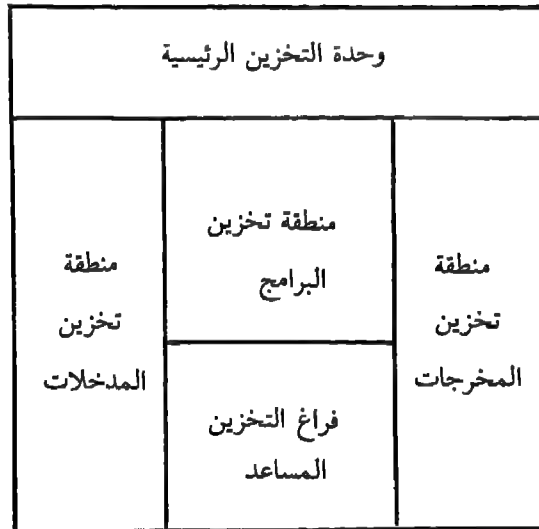 وحدة التخزين الرئيسية
منطقة
تخزين
المخرجات
منطقة تخزين
البرامج
فراغ التخزين
المساعد
منطقة
تخزين
المدخلات